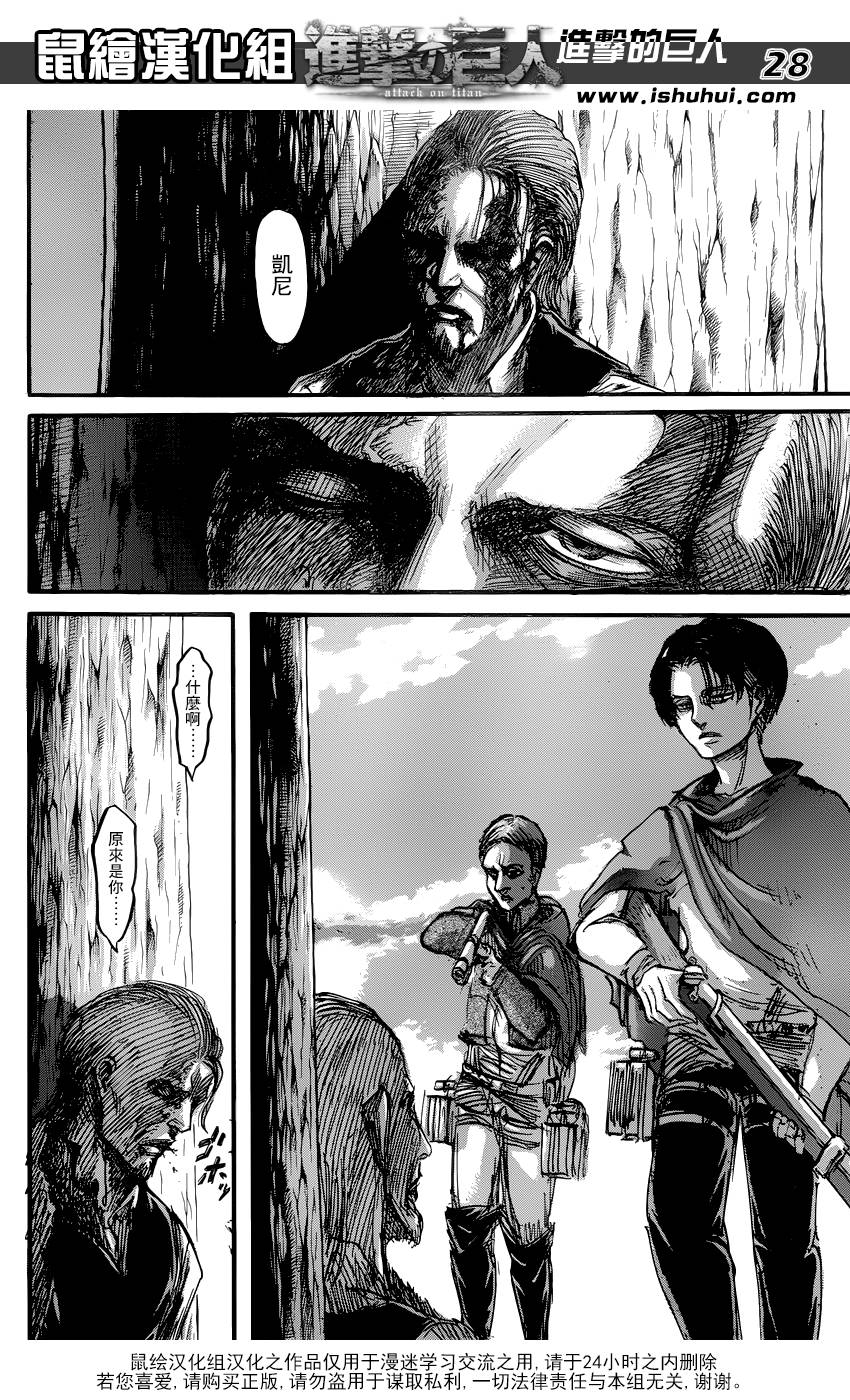 鼠繪漢化組
進撃の巨人
attack on titan
進擊的巨人
28
www.ishuhui.com
凱尼
…什麼啊……
原來是你……
ゴホッ
鼠绘汉化组汉化之作品仅用于漫迷学习交流之用, 请于24小时之内删除
若您喜爱, 请购买正版, 请勿盗用于谋取私利, 一切法律责任与本组无关, 谢谢。